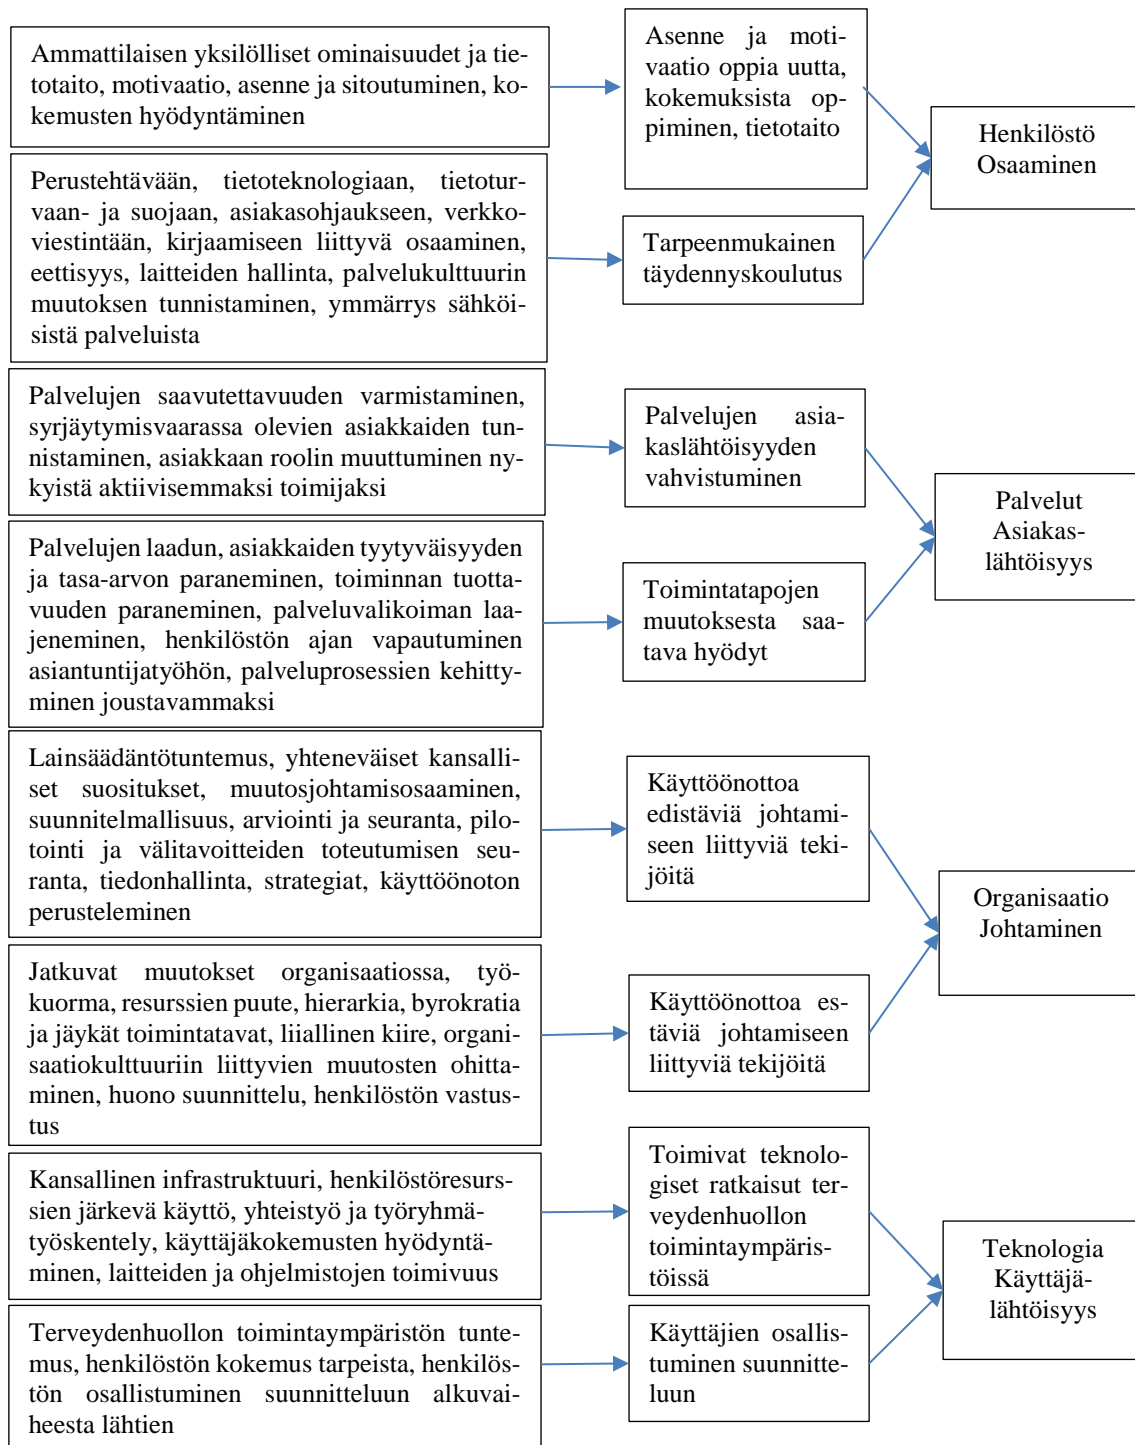 Ammattilaisen yksilölliset ominaisuudet ja tie-
totaito, motivaatio, asenne ja sitoutuminen, ko-
kemusten hyödyntäminen
Asenne ja moti-
vaatio oppia uutta,
kokemuksista op-
piminen, tietotaito
Henkilöstö
Osaaminen
Perustehtävään, tietoteknologiaan, tietotur-
vaan- ja suojaan, asiakasohjaukseen, verkko-
viestintään, kirjaamiseen liittyvä osaaminen,
eettisyys, laitteiden hallinta, palvelukulttuurin
muutoksen tunnistaminen, ymmärrys sähköi-
sistä palveluista
Tarpeenmukainen
täydennyskoulutus
Palvelujen saavutettavuuden varmistaminen,
syrjäytymisvaarassa olevien asiakkaiden tun-
nistaminen, asiakkaan roolin muuttuminen ny-
kyistä aktiivisemmaksi toimijaksi
Palvelujen asia-
kaslähtöisyyden
vahvistuminen
Palvelut
Asiakas-
lähtöisyys
Palvelujen laadun, asiakkaiden tyytyväisyyden
ja tasa-arvon paraneminen, toiminnan tuotta-
vuuden paraneminen, palveluvalikoiman laa-
jeneminen, henkilöstön ajan vapautuminen
asiantuntijatyöhön, palveluprosessien kehitty-
minen joustavammaksi
Toimintatapojen
muutoksesta saa-
tava hyödyt
Lainsäädäntötuntemus, yhteneväiset kansalli-
set suositukset, muutosjohtamisosaaminen,
suunnitelmallisuus, arviointi ja seuranta, pilo-
tointi ja välitavoitteiden toteutumisen seu-
ranta, tiedonhallinta, strategiat, käyttöönoton
perusteleminen
Käyttöönottoa
edistäviä johtami-
seen liittyviä teki-
jöitä
Organisaatio
Johtaminen
Jatkuvat muutokset organisaatiossa, työ-
kuorma, resurssien puute, hierarkia, byrokratia
ja jäykät toimintatavat, liiallinen kiire, organi-
saatiokulttuuriin liittyvien muutosten ohitta-
minen, huono suunnittelu, henkilöstön vastus-
tus
Käyttöönottoa es-
täviä johtamiseen
liittyviä tekijöitä
Kansallinen infrastruktuuri, henkilöstöresurs-
sien järkevä käyttö, yhteistyö ja työryhmä-
työskentely, käyttäjäkokemusten hyödyntä-
minen, laitteiden ja ohjelmistojen toimivuus
Toimivat teknolo-
giset ratkaisut ter-
veydenhuollon
toimintaympäris-
töissä
Teknologia
Käyttäjä-
lähtöisyys
Terveydenhuollon toimintaympäristön tunte-
mus, henkilöstön kokemus tarpeista, henkilös-
tön osallistuminen suunnitteluun alkuvai-
heesta lähtien
Käyttäjien osallis-
tuminen suunnitte-
luun